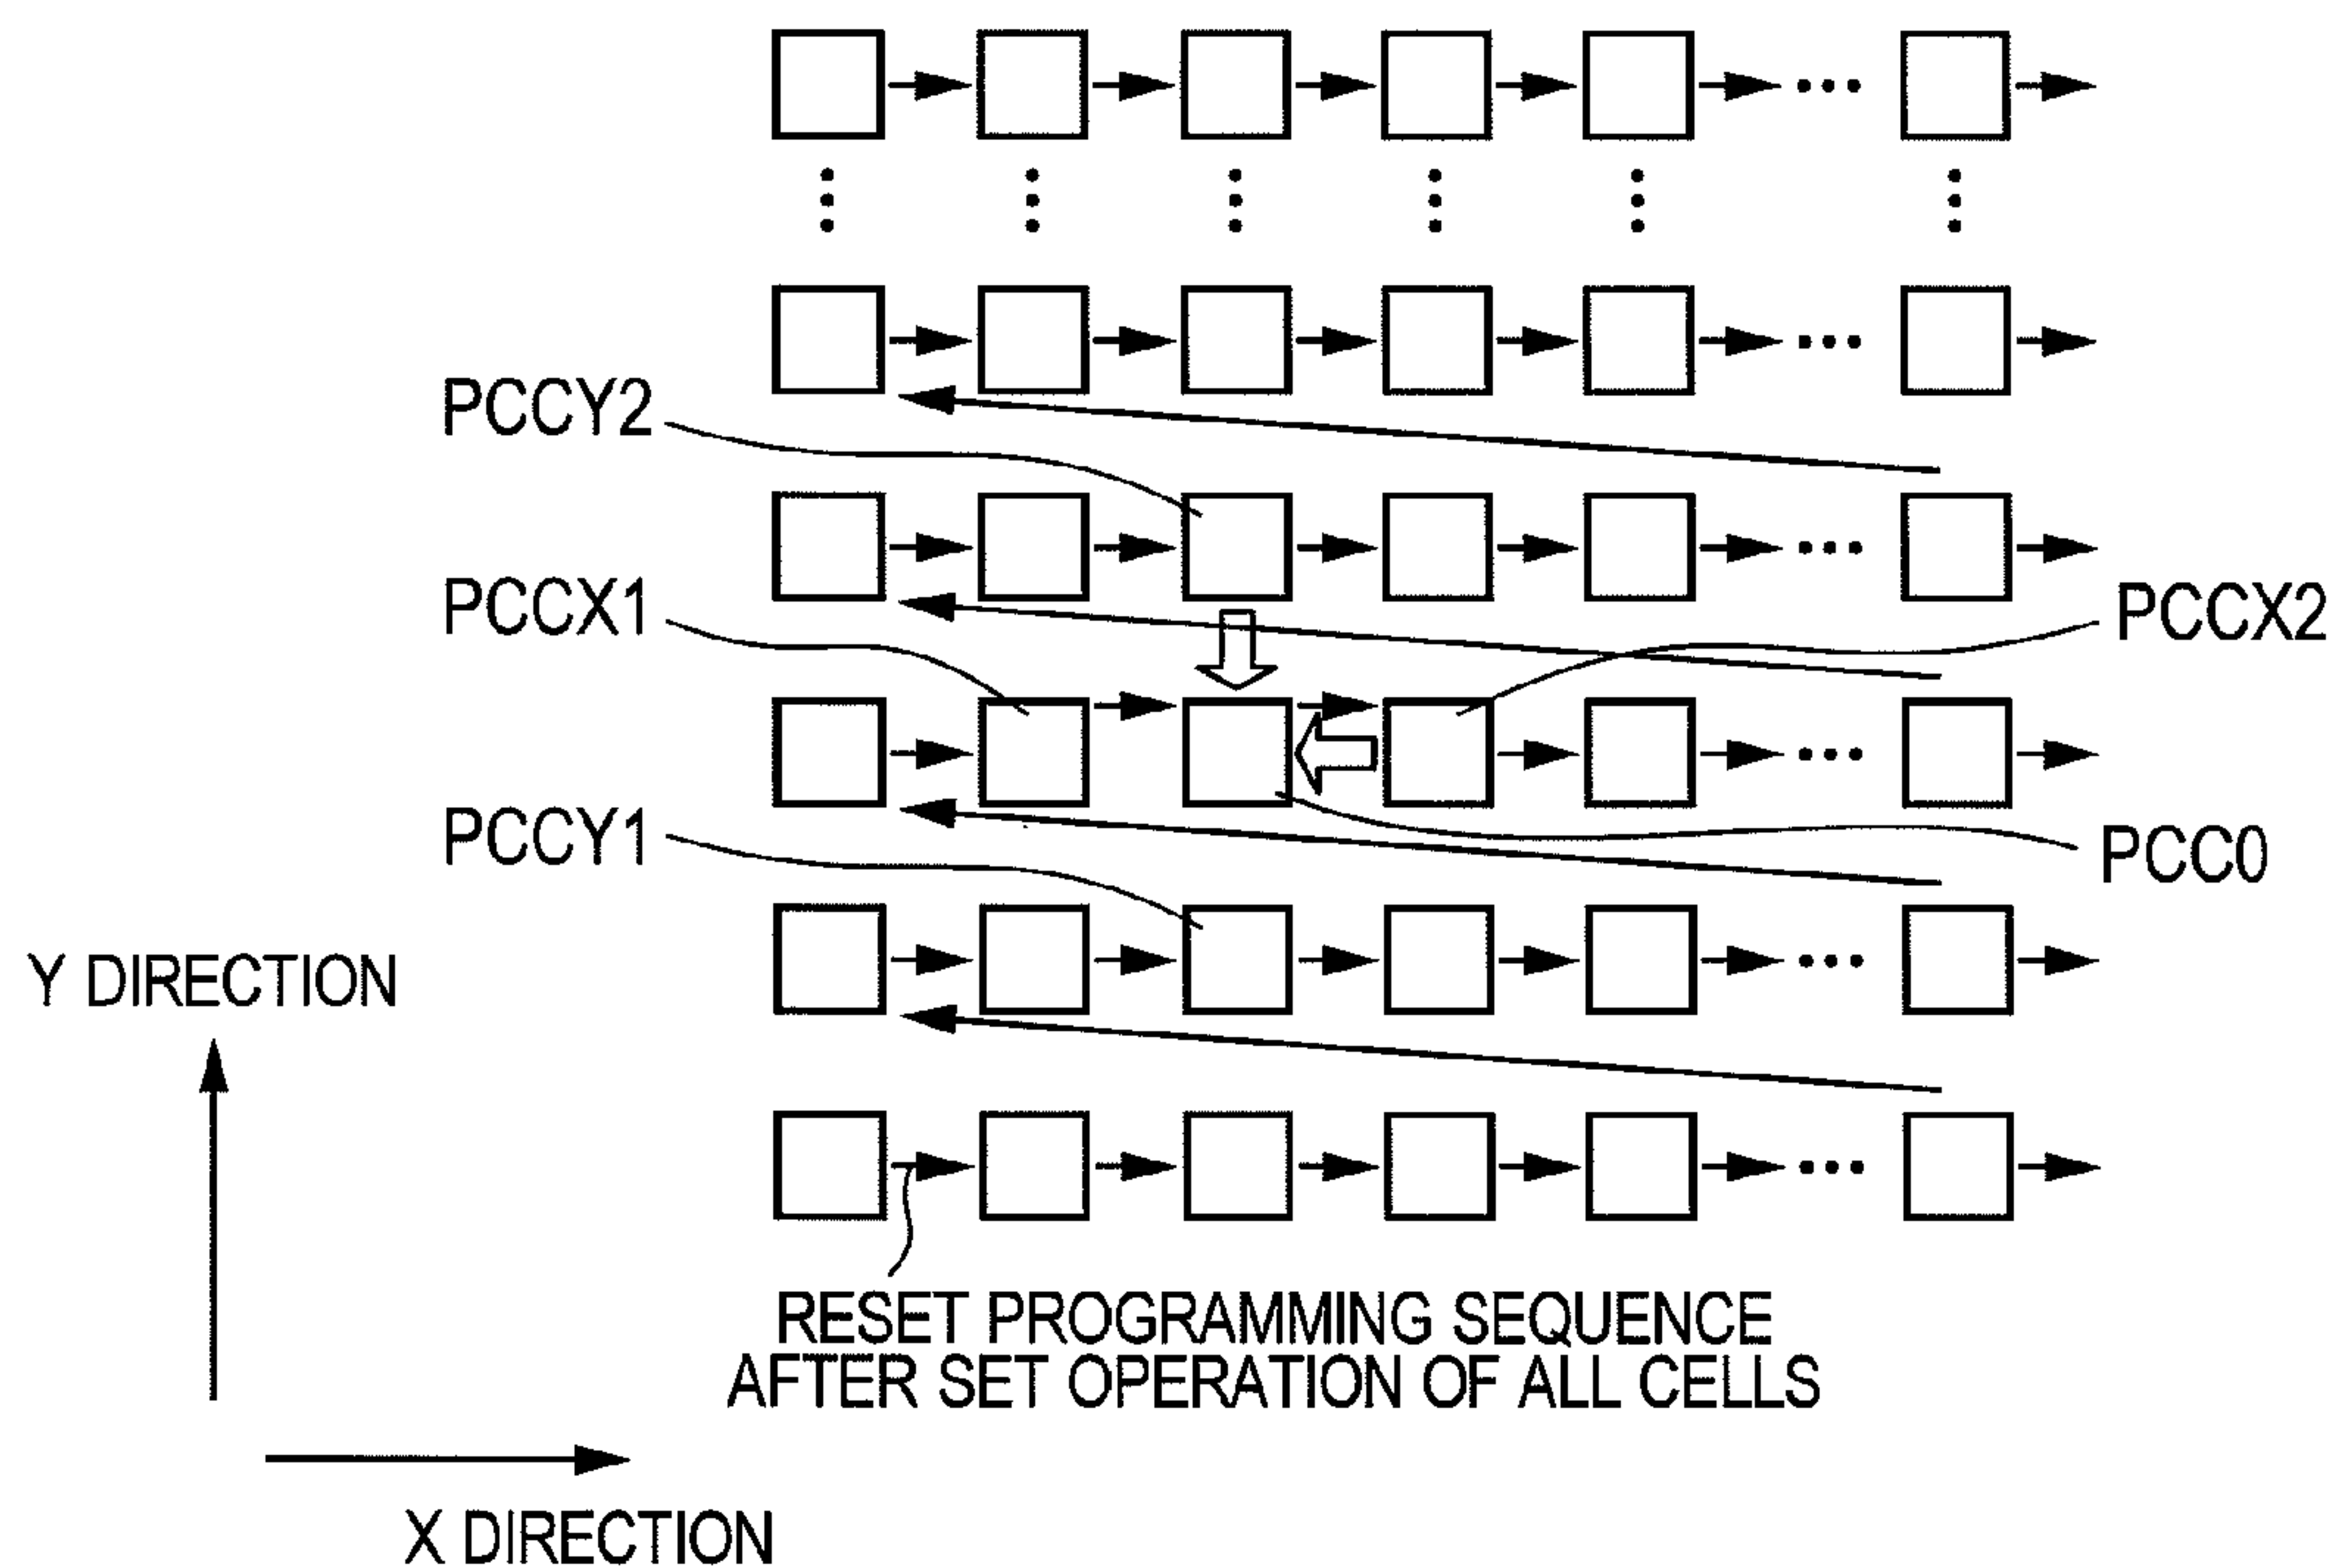 PCCY2
PCCX1
PCCX2
PCCY1
PCC0
Y DIRECTION
RESET PROGRAMMING SEQUENCE
AFTER SET OPERATION OF ALL CELLS
X DIRECTION